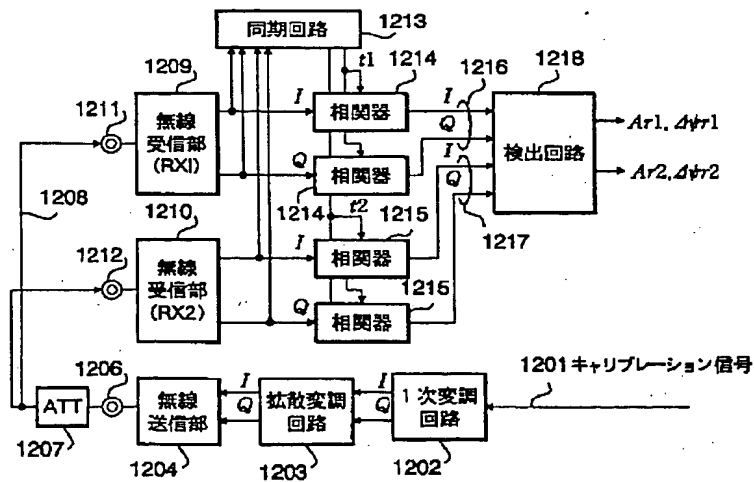 同期回路
1213
1209
t1
1214
1216
1218
1211
無線
受信部
(RX1)
I
相関器
I
Q
検出回路
Ar1, Δψr1
Q
相関器
I
Q
Ar2, Δψr2
1208
1210
1214
t2
1215
1217
1212
無線
受信部
(RX2)
I
相関器
1215
Q
相関器
1206
ATT
無線
送信部
I
Q
拡散変調
回路
I
Q
1次変調
回路
1201 キャリブレーション信号
1207
1204
1203
1202